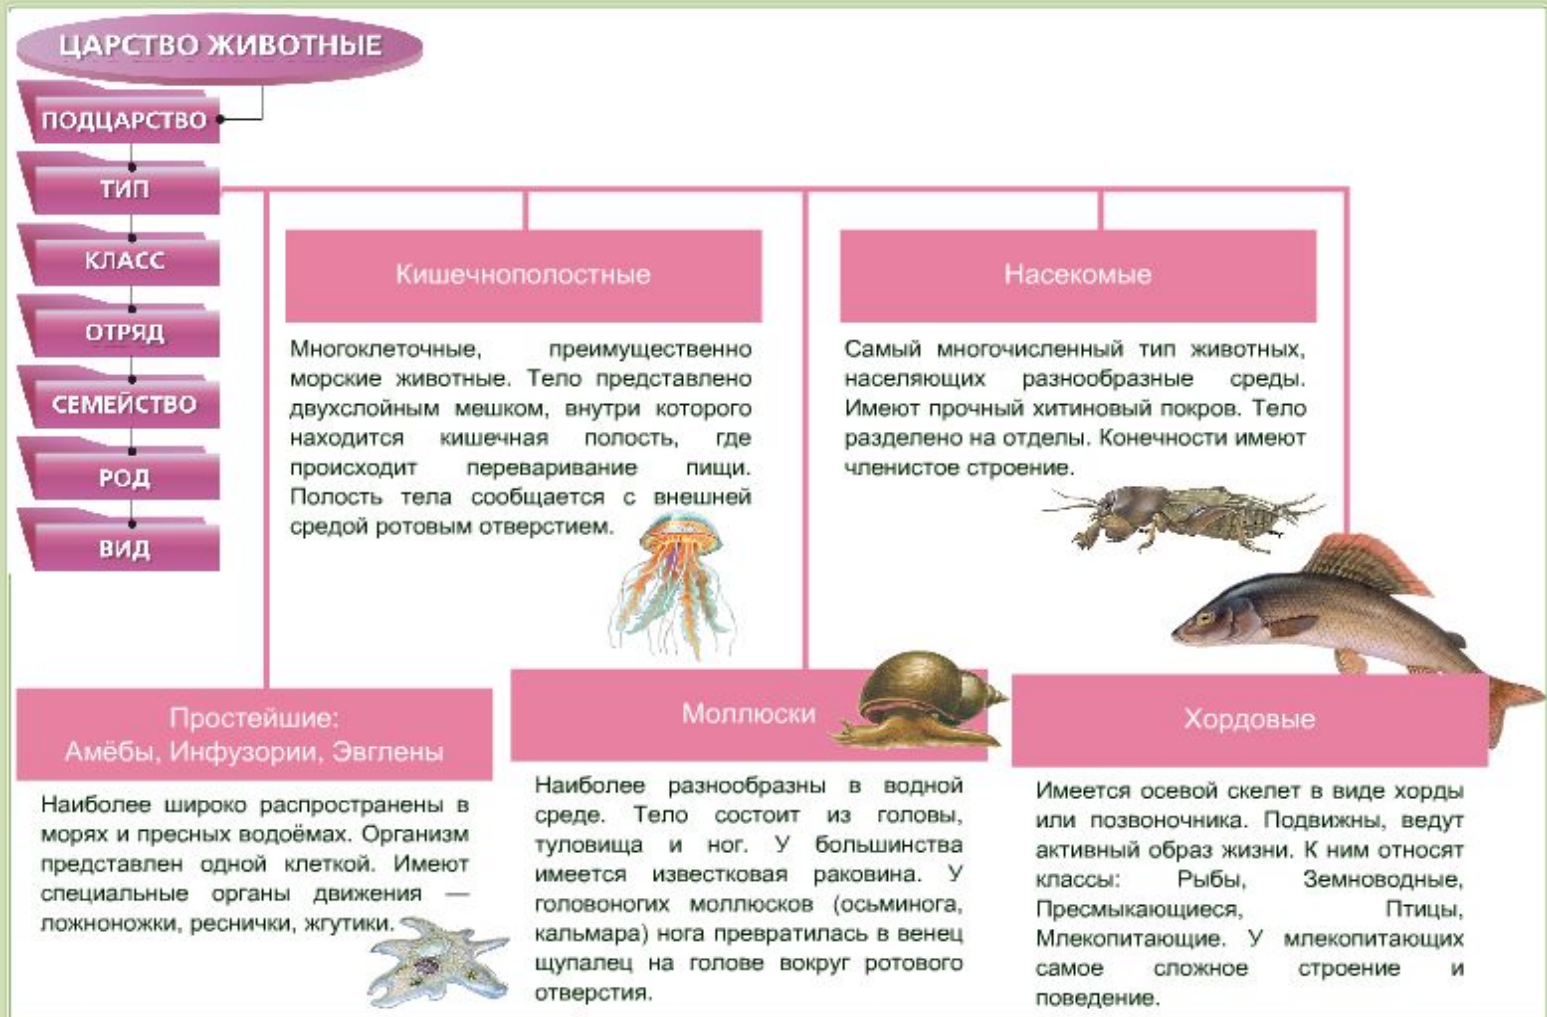 ЦАРСТВО ЖИВОТНЫЕ
ПОДЦАРСТВО
ТИП
КЛАСС
ОТРЯД
СЕМЕЙСТВО
РОД
ВИД
Кишечнополостные
Многоклеточные, преимущественно
морские животные. Тело представлено
двухслойным мешком, внутри которого
находится кишечная полость, где
происходит переваривание пищи.
Полость тела сообщается с внешней
средой ротовым отверстием.
Насекомые
Самый многочисленный тип животных,
населяющих разнообразные среды.
Имеют прочный хитиновый покров. Тело
разделено на отделы. Конечности имеют
членистое строение.
Простейшие:
Амёбы, Инфузории, Эвглены
Наиболее широко распространены в
морях и пресных водоёмах. Организм
представлен одной клеткой. Имеют
специальные органы движения —
ложноножки, реснички, жгутики.
Моллюски
Наиболее разнообразны в водной
среде. Тело состоит из головы,
туловища и ног. У большинства
имеется известковая раковина. У
головоногих моллюсков (осьминога,
кальмара) нога превратилась в венец
щупалец на голове вокруг ротового
отверстия.
Хордовые
Имеется осевой скелет в виде хорды
или позвоночника. Подвижны, ведут
активный образ жизни. К ним относят
классы: Рыбы, Земноводные,
Пресмыкающиеся, Птицы,
Млекопитающие. У млекопитающих
самое сложное строение и
поведение.